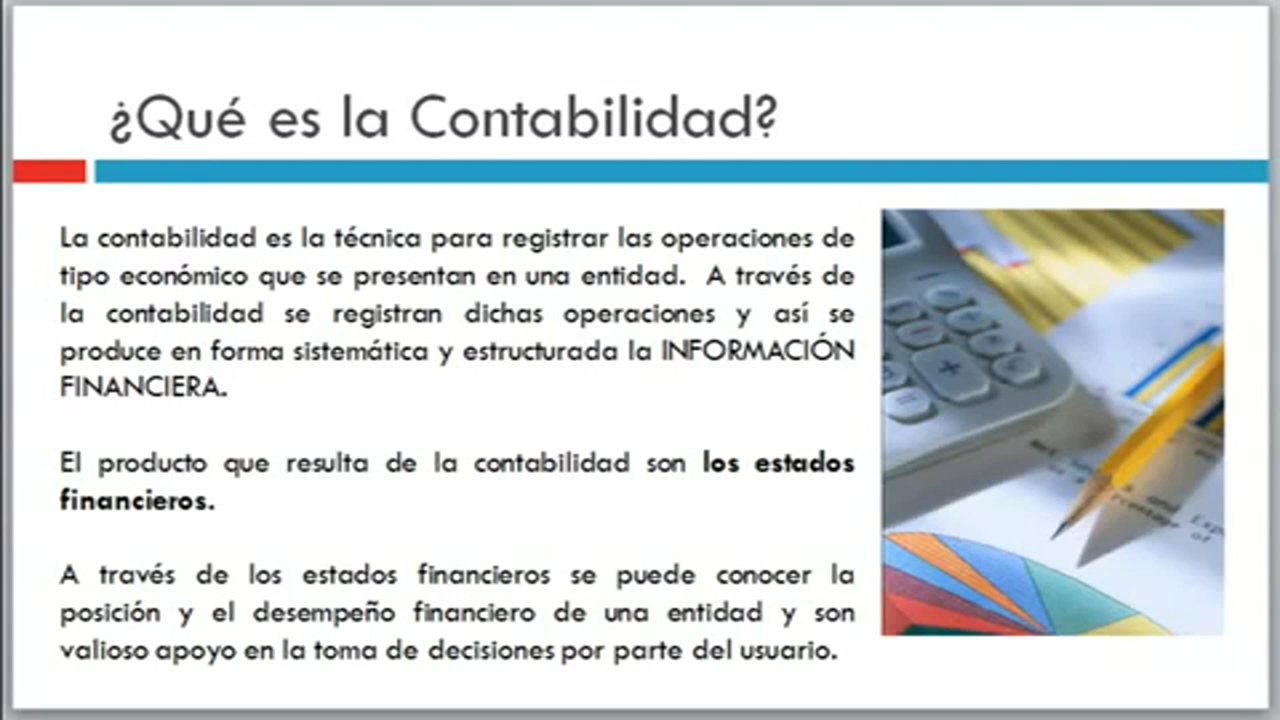 ¿Qué es la Contabilidad?
La contabilidad es la técnica para registrar las operaciones de
tipo económico que se presentan en una entidad. A través de
la contabilidad se registran dichas operaciones y así se
produce en forma sistemática y estructurada la INFORMACIÓN
FINANCIERA.
El producto que resulta de la contabilidad son los estados
financieros.
A través de los estados financieros se puede conocer la
posición y el desempeño financiero de una entidad y son
valioso apoyo en la toma de decisiones por parte del usuario.